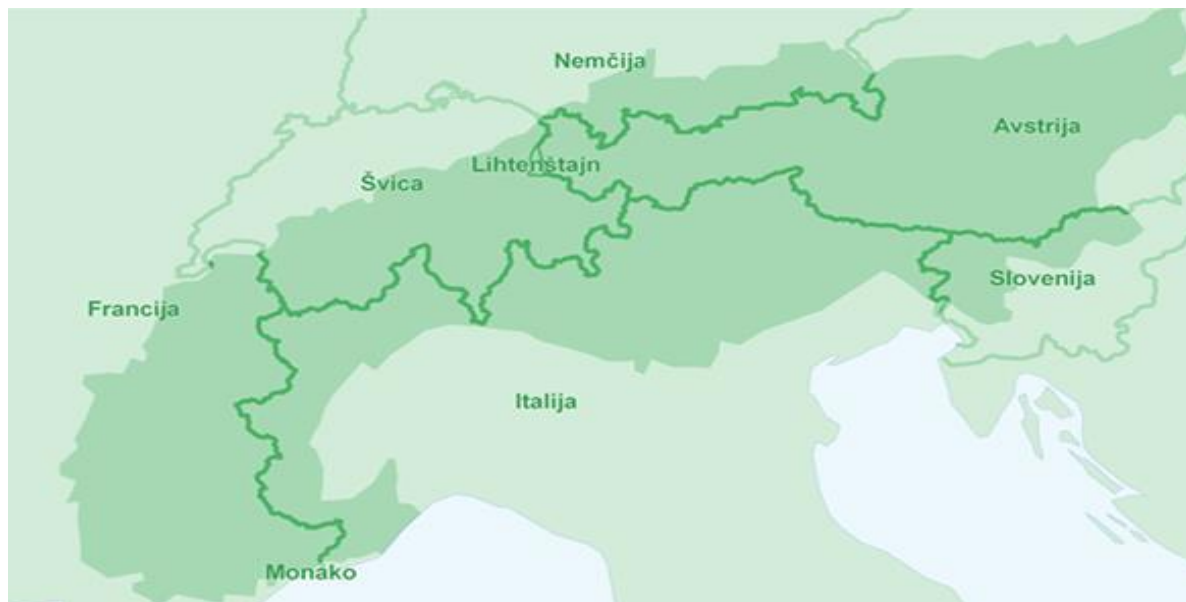 Nemčija
Avstrija
Lihtenštajn
Švica
Slovenija
Francija
Italija
Monako